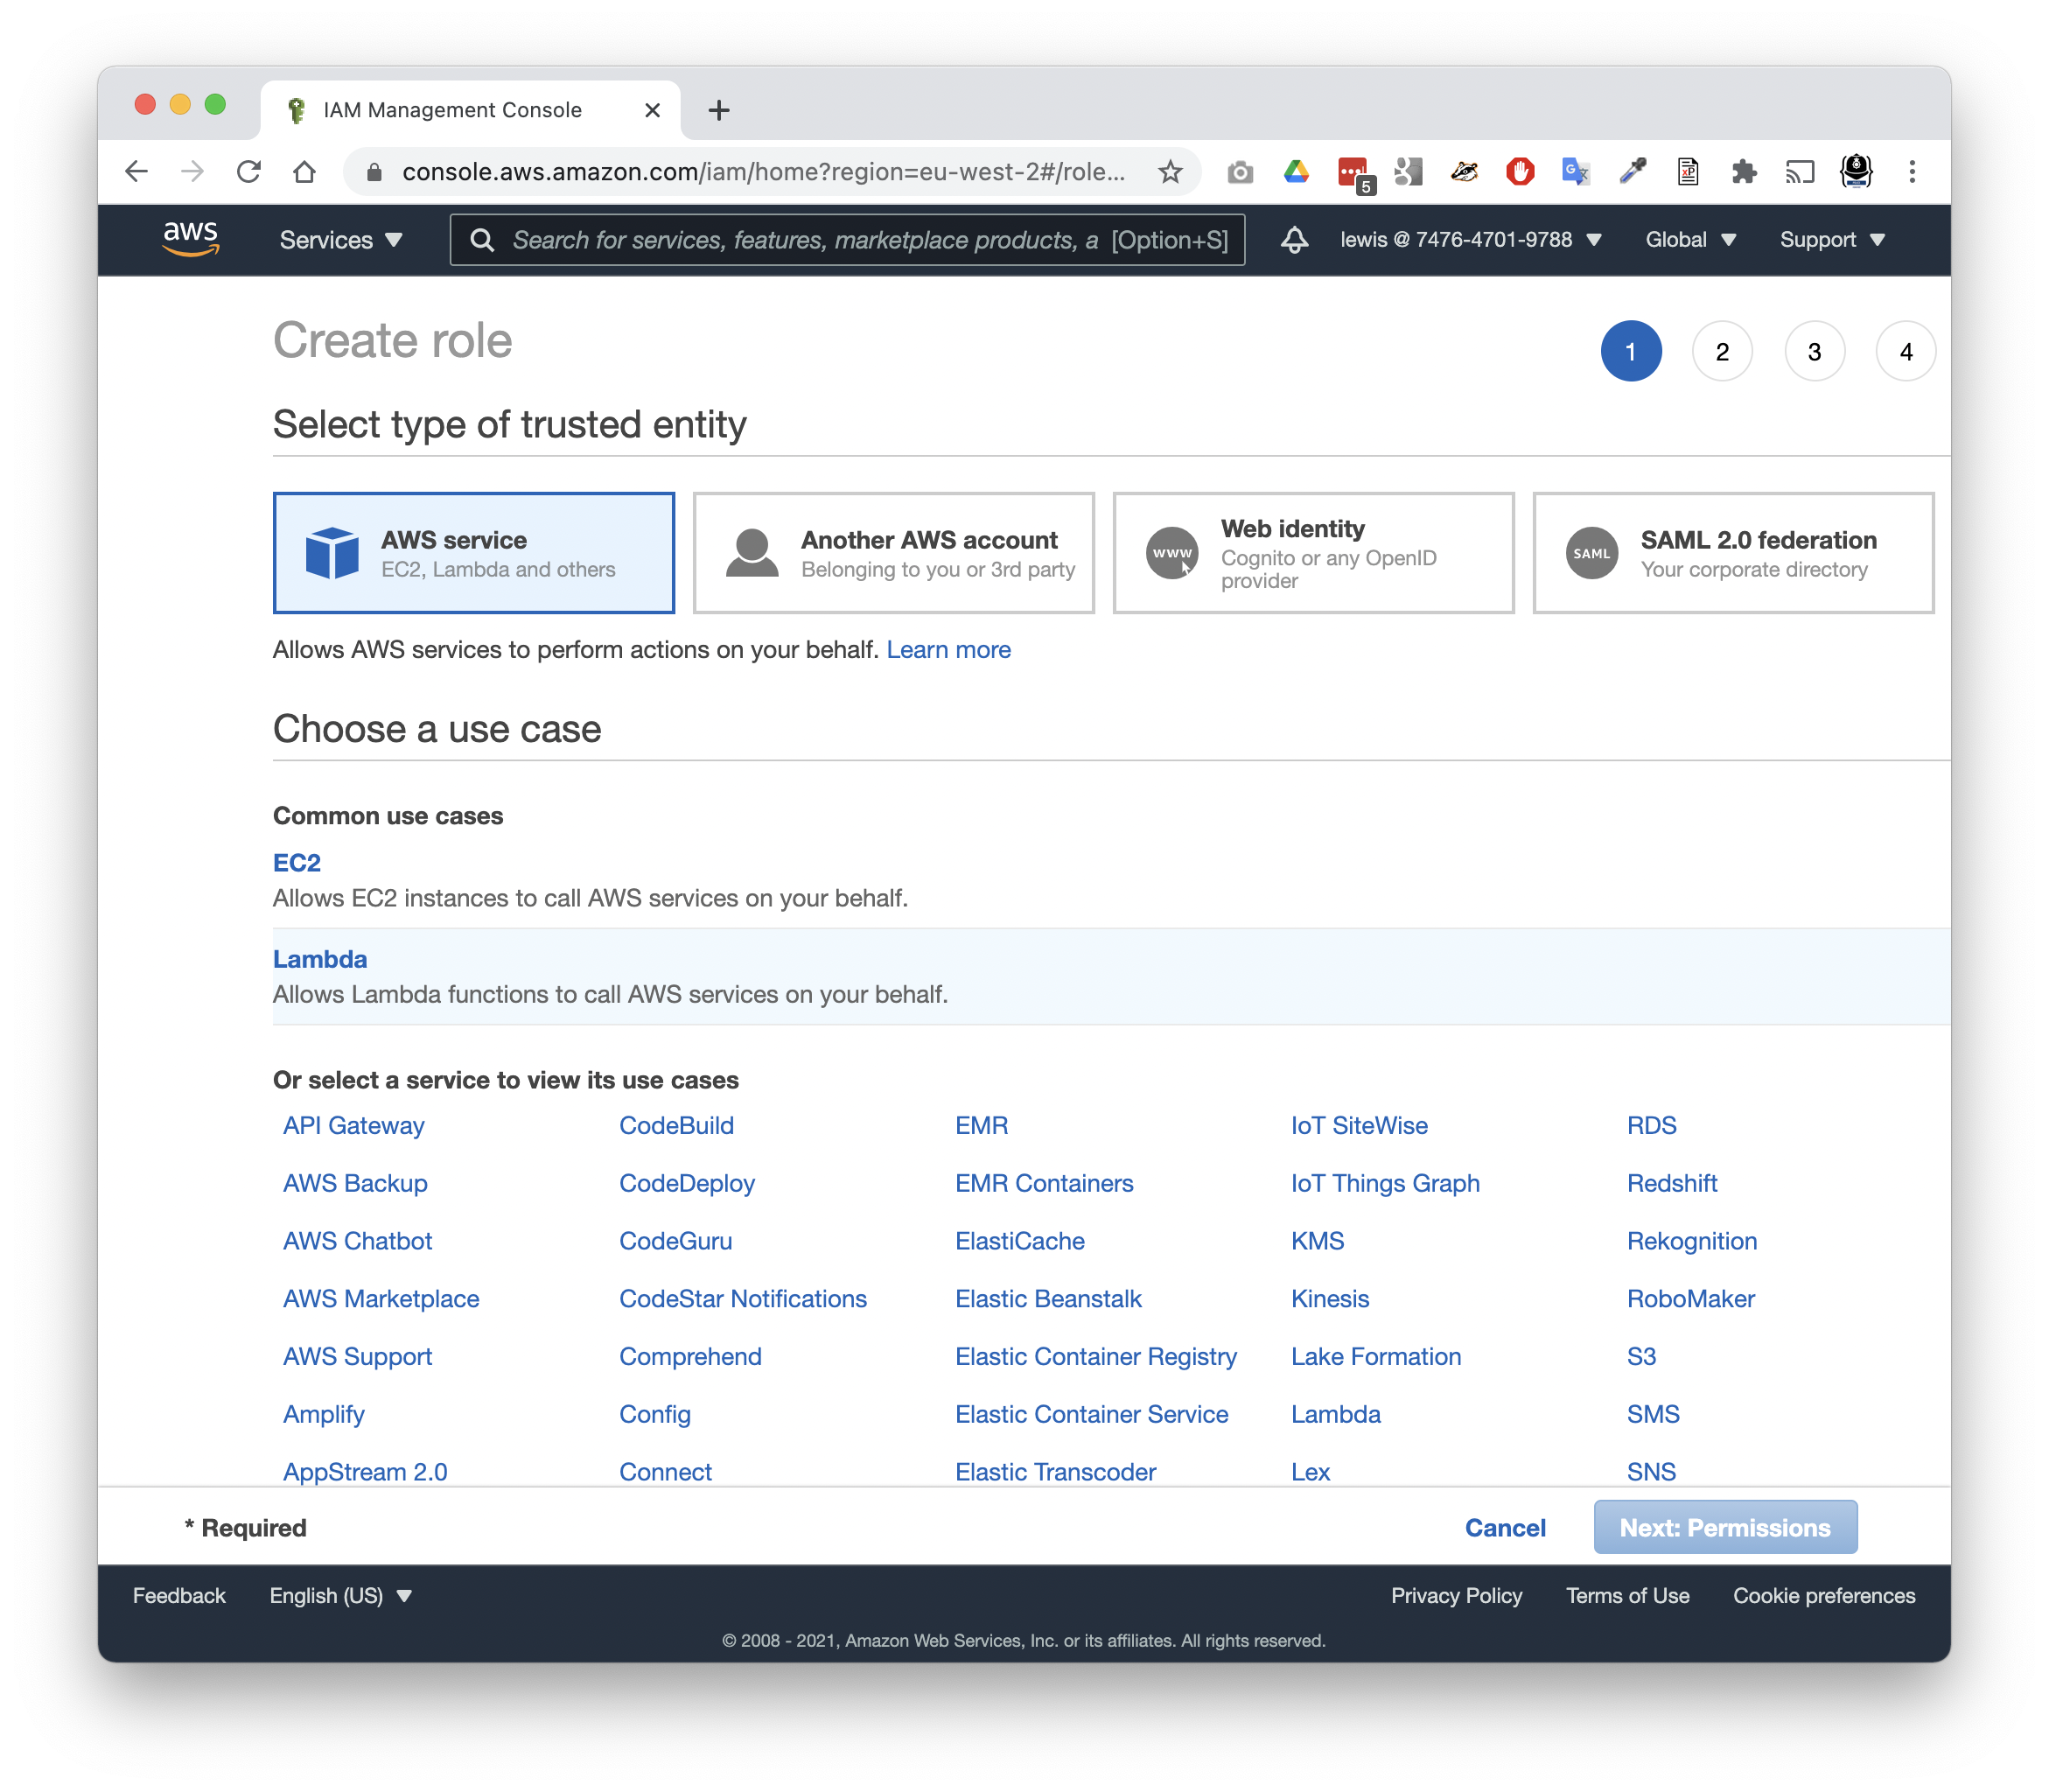 IAM Management Console
console.aws.amazon.com/iam/home?region=eu-west-2#/role...
5
aws
Services
Search for services, features, marketplace products, a [Option+S]
lewis @ 7476-4701-9788
Global
Support
Create role
1
2
3
4
Select type of trusted entity
AWS service
EC2, Lambda and others
Another AWS account
Belonging to you or 3rd party
www
Web identity
Cognito or any OpenID
provider
SAML
SAML 2.0 federation
Your corporate directory
Allows AWS services to perform actions on your behalf. Learn more
Choose a use case
Common use cases
EC2
Allows EC2 instances to call AWS services on your behalf.
Lambda
Allows Lambda functions to call AWS services on your behalf.
Or select a service to view its use cases
API Gateway CodeBuild EMR IoT SiteWise RDS
AWS Backup CodeDeploy EMR Containers IoT Things Graph Redshift
AWS Chatbot CodeGuru ElastiCache KMS Rekognition
AWS Marketplace CodeStar Notifications Elastic Beanstalk Kinesis RoboMaker
AWS Support Comprehend Elastic Container Registry Lake Formation S3
Amplify Config Elastic Container Service Lambda SMS
AppStream 2.0 Connect Elastic Transcoder Lex SNS
* Required
Cancel
Next: Permissions
Feedback
English (US)
Privacy Policy
Terms of Use
Cookie preferences
© 2008 - 2021, Amazon Web Services, Inc. or its affiliates. All rights reserved.